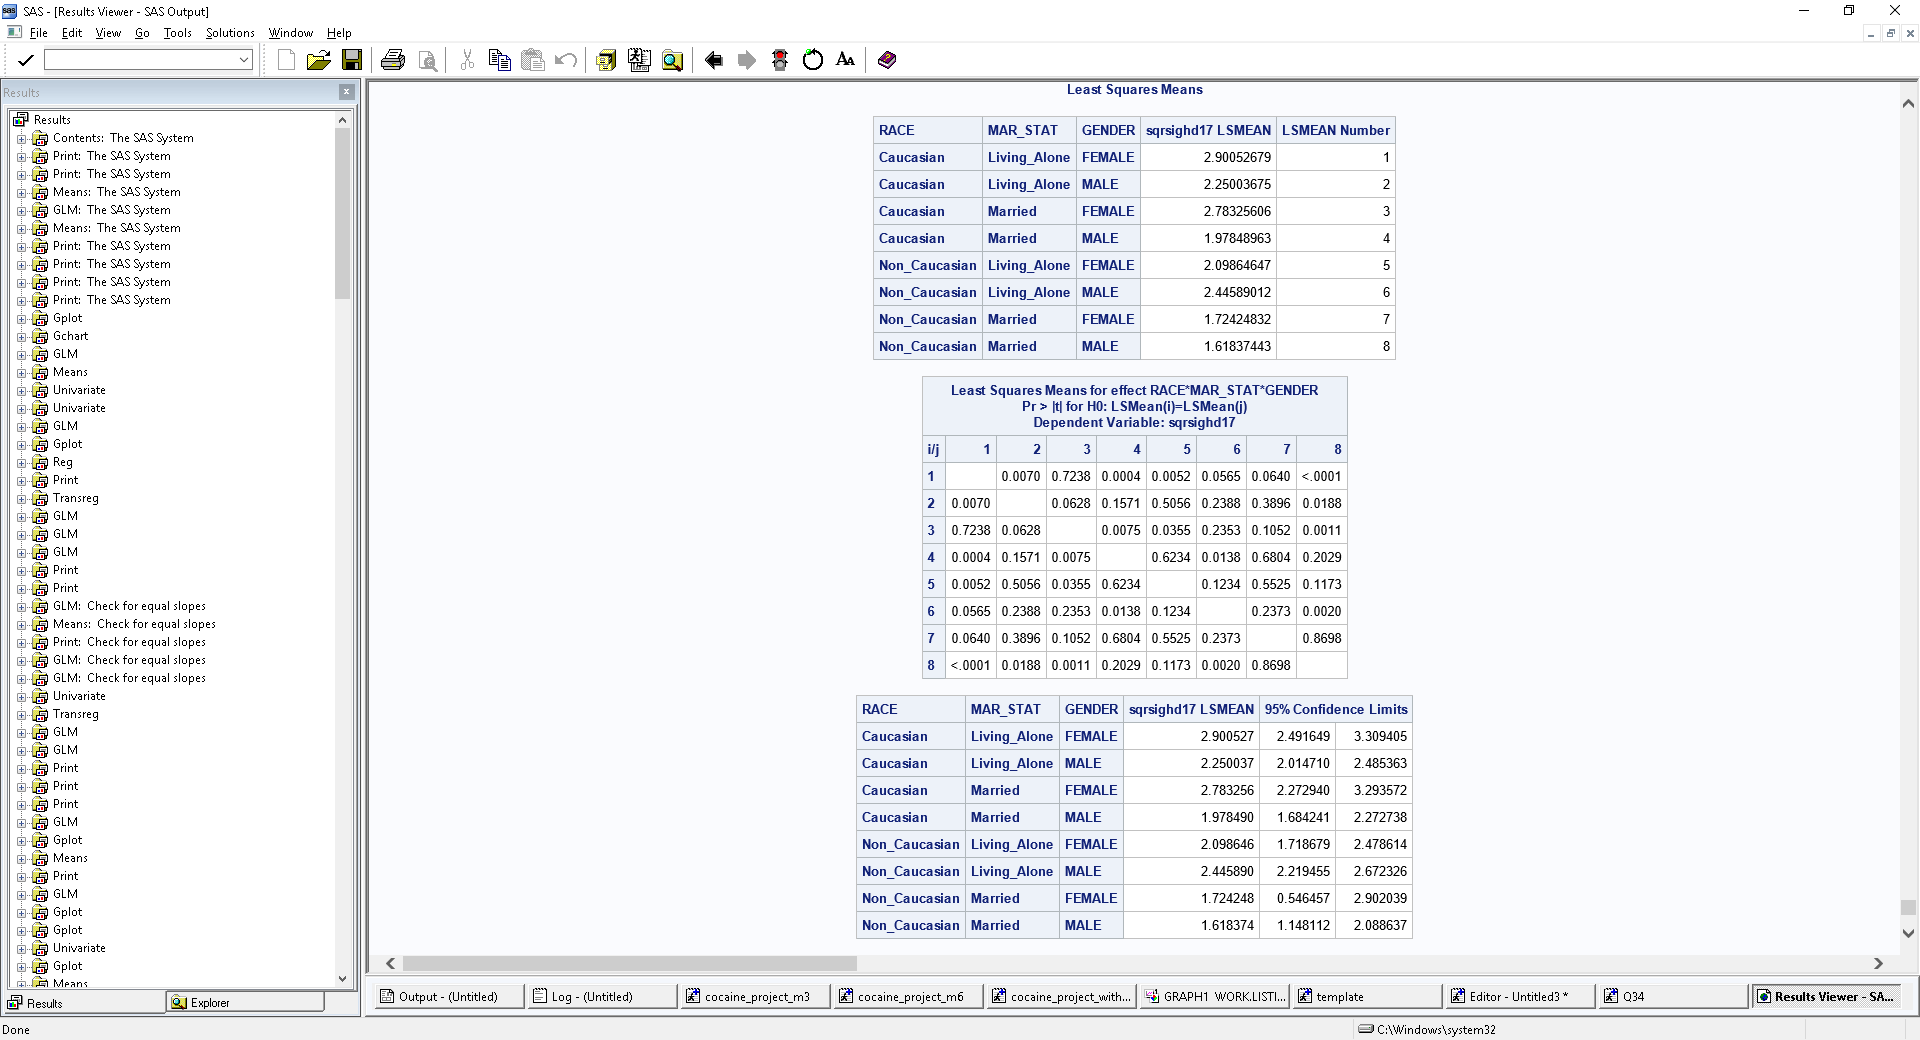 SAS - [Results Viewer - SAS Output]
File Edit View Go Tools Solutions Window Help
Results
Results
Contents: The SAS System
Print: The SAS System
Print: The SAS System
Means: The SAS System
GLM: The SAS System
Means: The SAS System
Print: The SAS System
Print: The SAS System
Print: The SAS System
Print: The SAS System
Gplot
Gchart
GLM
Means
Univariate
Univariate
GLM
Gplot
Reg
Print
Transreg
GLM
GLM
GLM
Print
Print
GLM: Check for equal slopes
Means: Check for equal slopes
Print: Check for equal slopes
GLM: Check for equal slopes
GLM: Check for equal slopes
Univariate
Transreg
GLM
GLM
Print
Print
Print
GLM
Gplot
Means
Print
GLM
Gplot
Gplot
Univariate
Gplot
Means
Results Explorer
Least Squares Means
RACE MAR_STAT GENDER sqrsighd17 LSMEAN LSMEAN Number
Caucasian Living_Alone FEMALE 2.90052679 1
Caucasian Living_Alone MALE 2.25003675 2
Caucasian Married FEMALE 2.78325606 3
Caucasian Married MALE 1.97848963 4
Non_Caucasian Living_Alone FEMALE 2.09864647 5
Non_Caucasian Living_Alone MALE 2.44589012 6
Non_Caucasian Married FEMALE 1.72424832 7
Non_Caucasian Married MALE 1.61837443 8
Least Squares Means for effect RACE*MAR_STAT*GENDER
Pr > |t| for H0: LSMean(i)=LSMean(j)
Dependent Variable: sqrsighd17
i/j 1 2 3 4 5 6 7 8
1 0.0070 0.7238 0.0004 0.0052 0.0565 0.0640 <.0001
2 0.0070 0.0628 0.1571 0.5056 0.2388 0.3896 0.0188
3 0.7238 0.0628 0.0075 0.0355 0.2353 0.1052 0.0011
4 0.0004 0.1571 0.0075 0.6234 0.0138 0.6804 0.2029
5 0.0052 0.5056 0.0355 0.6234 0.1234 0.5525 0.1173
6 0.0565 0.2388 0.2353 0.0138 0.1234 0.2373 0.0020
7 0.0640 0.3896 0.1052 0.6804 0.5525 0.2373 0.8698
8 <.0001 0.0188 0.0011 0.2029 0.1173 0.0020 0.8698
RACE MAR_STAT GENDER sqrsighd17 LSMEAN 95% Confidence Limits
Caucasian Living_Alone FEMALE 2.900527 2.491649 3.309405
Caucasian Living_Alone MALE 2.250037 2.014710 2.485363
Caucasian Married FEMALE 2.783256 2.272940 3.293572
Caucasian Married MALE 1.978490 1.684241 2.272738
Non_Caucasian Living_Alone FEMALE 2.098646 1.718679 2.478614
Non_Caucasian Living_Alone MALE 2.445890 2.219455 2.672326
Non_Caucasian Married FEMALE 1.724248 0.546457 2.902039
Non_Caucasian Married MALE 1.618374 1.148112 2.088637
Output - (Untitled) Log - (Untitled) cocaine_project_m3 cocaine_project_m6 cocaine_project_with... GRAPH1 WORK.LISTI... template Editor - Untitled3 * Q34 Results Viewer - SA...
Done C:\Windows\system32